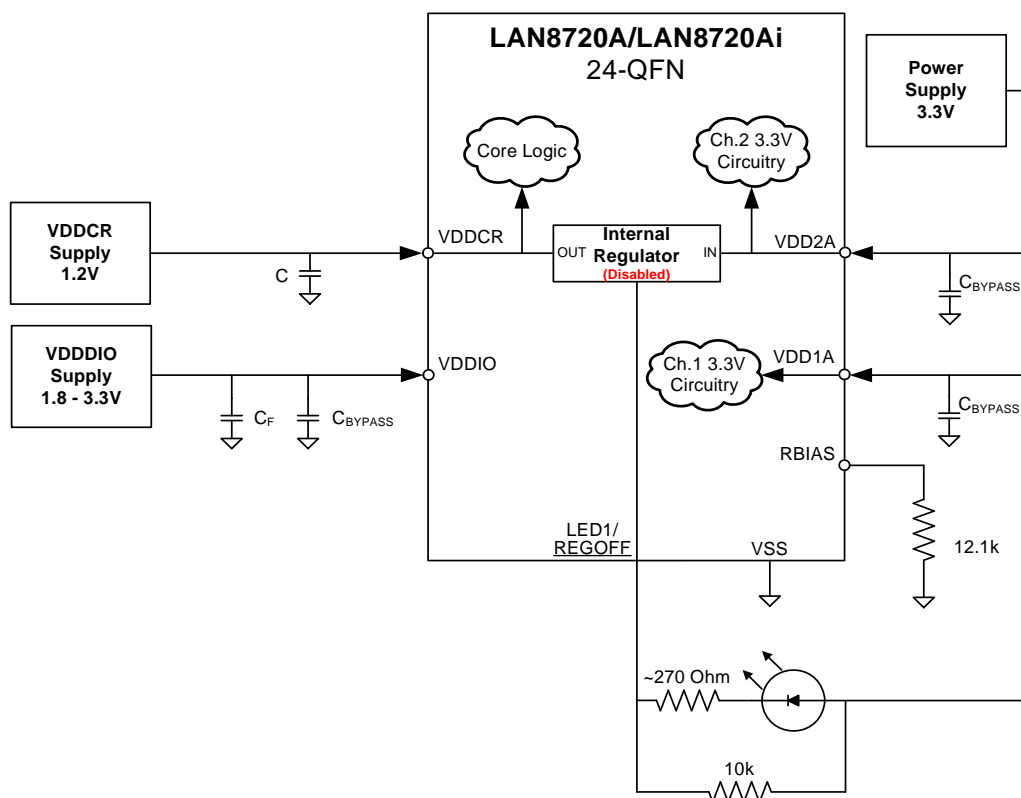 LAN8720A/LAN8720Ai
24-QFN
Power
Supply
3.3V
Core Logic
Ch.2 3.3V
Circuitry
VDDCR
Supply
1.2V
VDDCR
OUT
Internal
Regulator
(Disabled)
IN
VDD2A
C
CBYPASS
VDDDIO
Supply
1.8 - 3.3V
VDDIO
Ch.1 3.3V
Circuitry
VDD1A
CF
CBYPASS
CBYPASS
RBIAS
12.1k
LED1/
REGOFF
VSS
~270 Ohm
10k